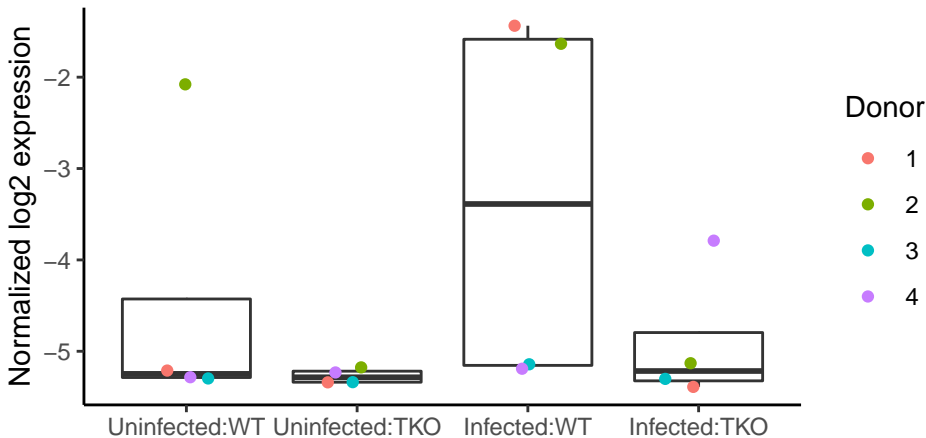 Normalized log2 expression
−2
−3
−4
−5
Uninfected:WT
Uninfected:TKO
Infected:WT
Infected:TKO
Donor
1
2
3
4